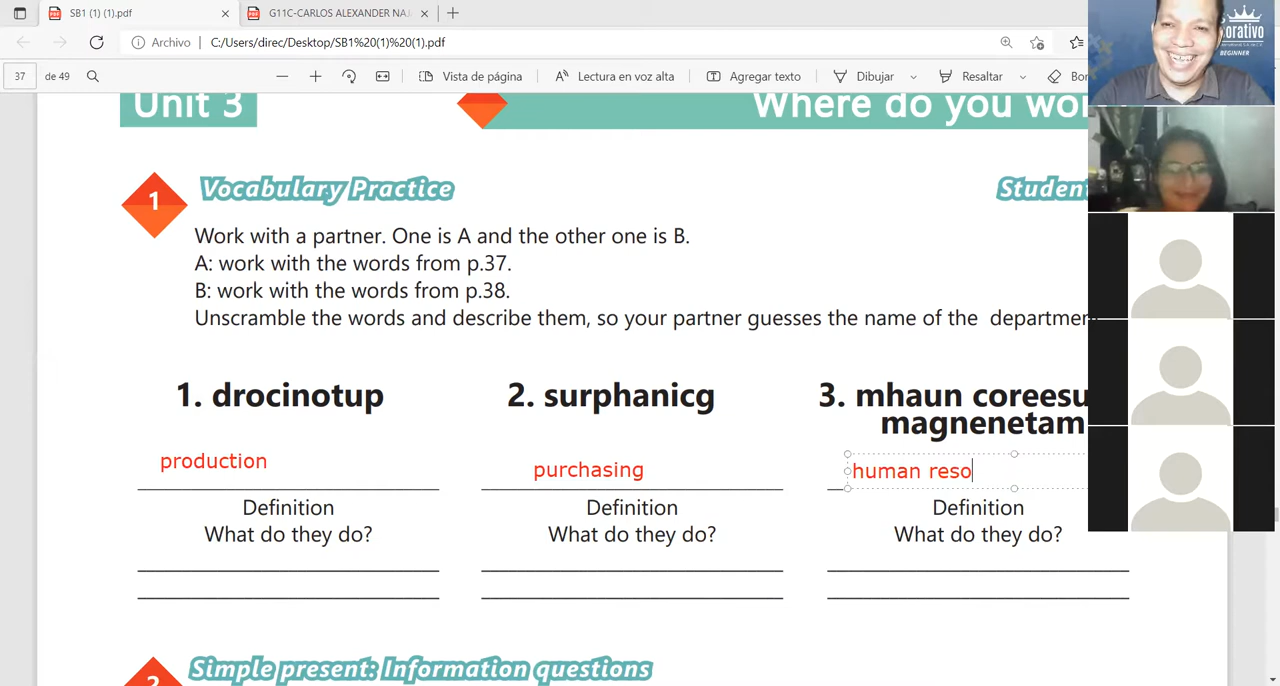 SB1 (1) (1).pdf
G11C-CARLOS ALEXANDER NAJ
Archivo
C:/Users/direc/Desktop/SB1%20(1)%20(1).pdf
37 de 49
Vista de página
Lectura en voz alta
Agregar texto
Dibujar
Resaltar
Bor
orativo
BEGINNER
Unit 3
Where do you wor
1
Vocabulary Practice
Student
Work with a partner. One is A and the other one is B.
A: work with the words from p.37.
B: work with the words from p.38.
Unscramble the words and describe them, so your partner guesses the name of the department
1. drocinotup
2. surphanicg
3. mhaun coreesu
magnenetam
production
purchasing
human reso
Definition
What do they do?
Definition
What do they do?
Definition
What do they do?
2
Simple present: Information questions